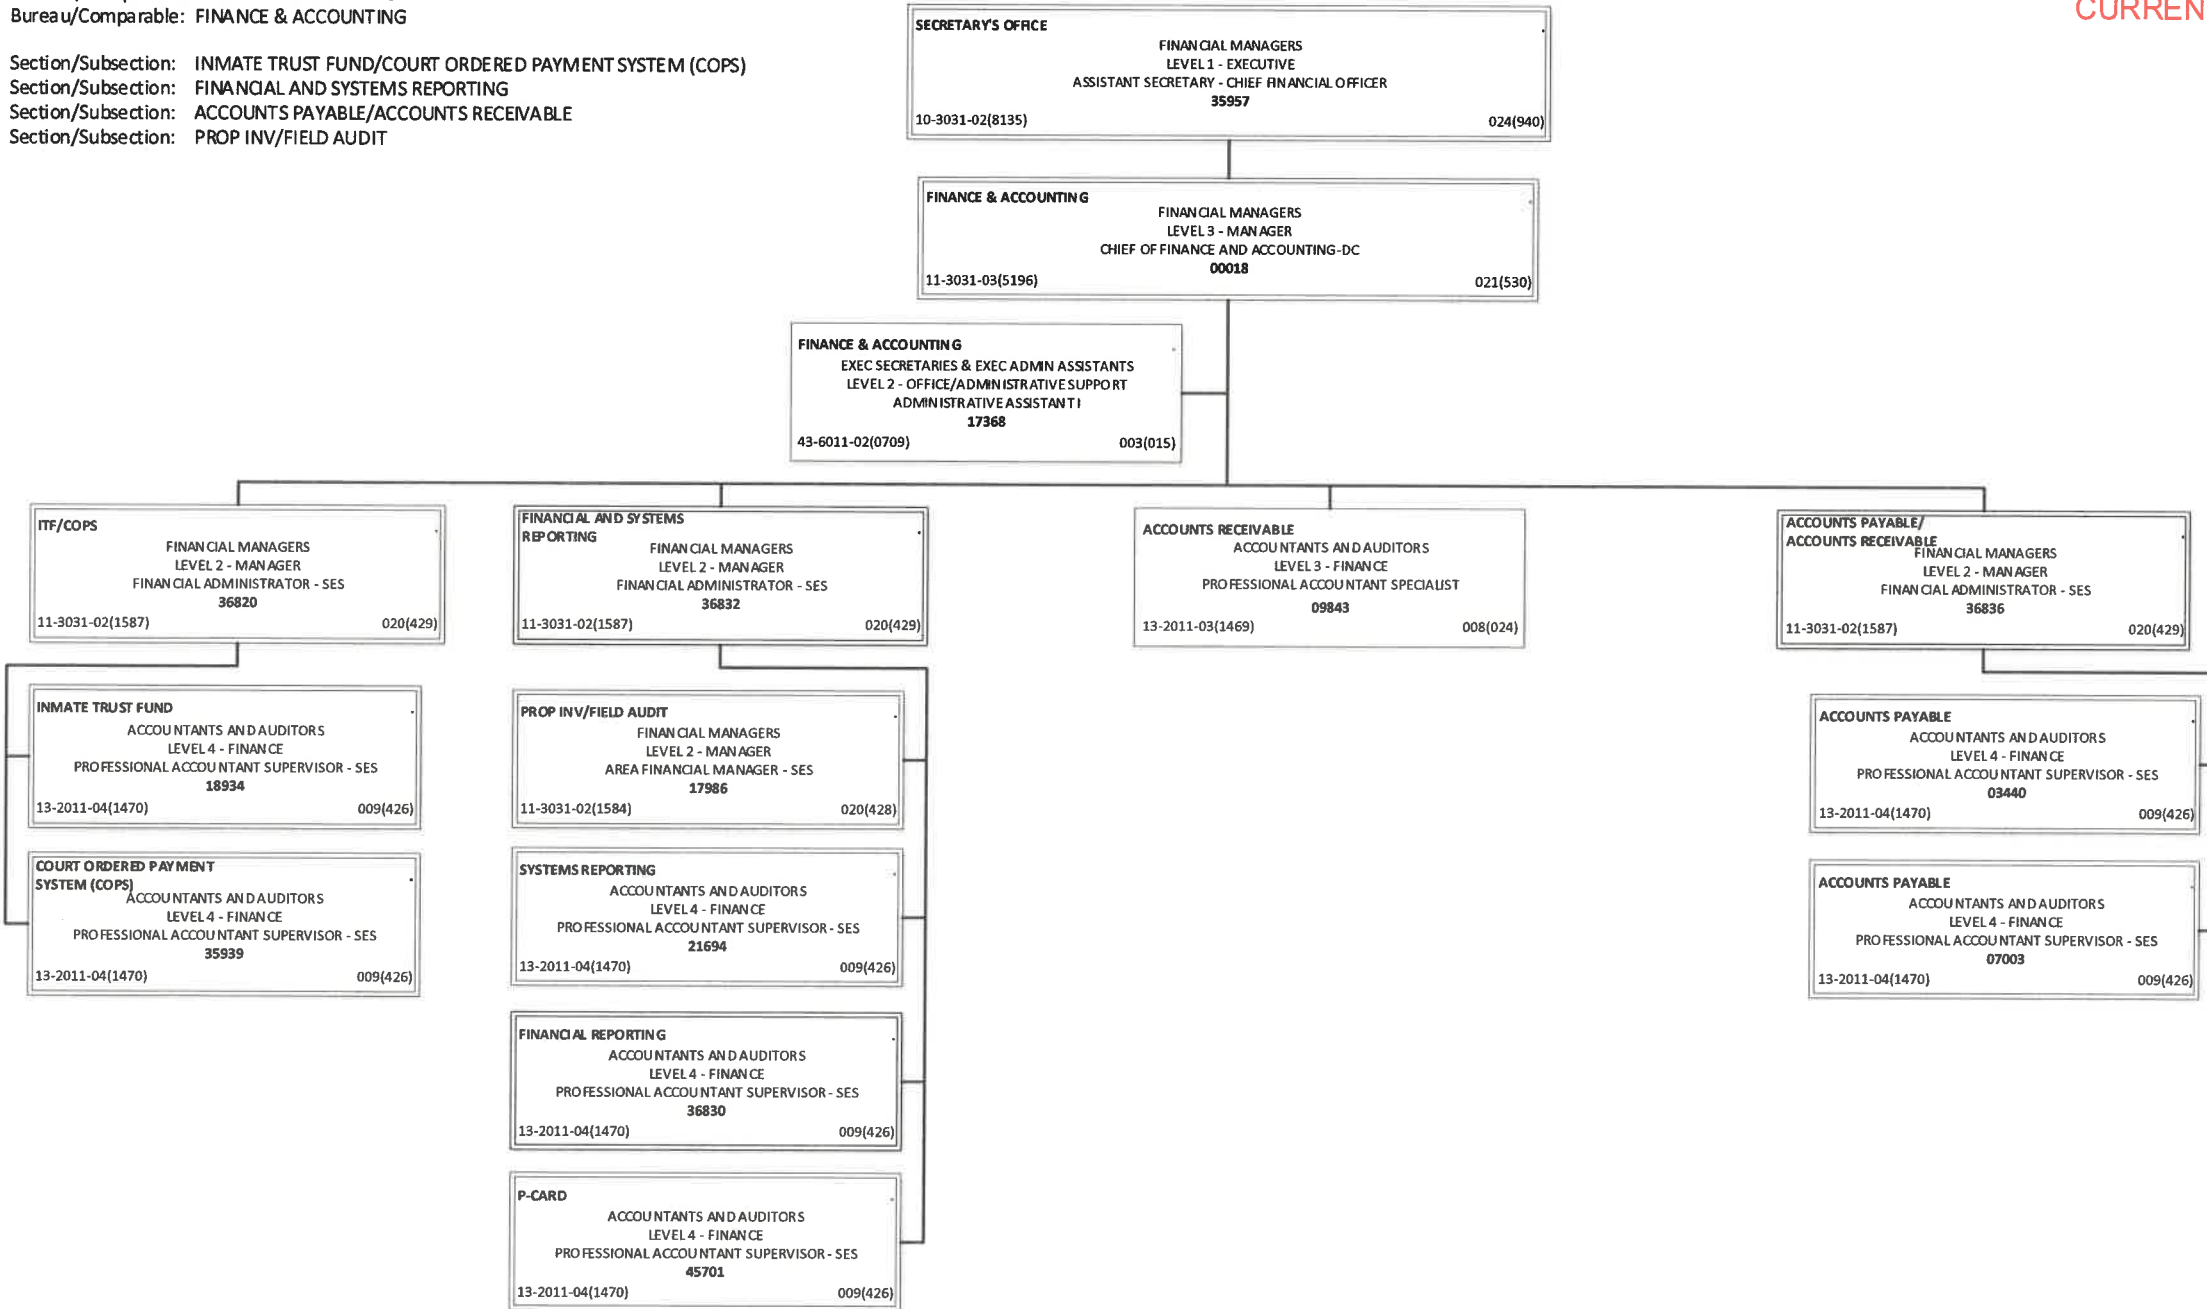 Bureau/Comparable: FINANCE & ACCOUNTING
Section/Subsection: INMATE TRUST FUND/COURT ORDERED PAYMENT SYSTEM (COPS)
Section/Subsection: FINANCIAL AND SYSTEMS REPORTING
Section/Subsection: ACCOUNTS PAYABLE/ACCOUNTS RECEIVABLE
Section/Subsection: PROP INV/FIELD AUDIT
CURREN
SECRETARY'S OFFICE
FINANCIAL MANAGERS
LEVEL 1 - EXECUTIVE
ASSISTANT SECRETARY - CHIEF FINANCIAL OFFICER
35957
10-3031-02(8135) 024(940)
FINANCE & ACCOUNTING
FINANCIAL MANAGERS
LEVEL 3 - MANAGER
CHIEF OF FINANCE AND ACCOUNTING-DC
00018
11-3031-03(5196) 021(530)
FINANCE & ACCOUNTING
EXEC SECRETARIES & EXEC ADMIN ASSISTANTS
LEVEL 2 - OFFICE/ADMINISTRATIVE SUPPORT
ADMINISTRATIVE ASSISTANT I
17368
43-6011-02(0709) 003(015)
ITF/COPS
FINANCIAL MANAGERS
LEVEL 2 - MANAGER
FINANCIAL ADMINISTRATOR - SES
36820
11-3031-02(1587) 020(429)
FINANCIAL AND SYSTEMS
REPORTING
FINANCIAL MANAGERS
LEVEL 2 - MANAGER
FINANCIAL ADMINISTRATOR - SES
36832
11-3031-02(1587) 020(429)
ACCOUNTS RECEIVABLE
ACCOUNTANTS AND AUDITORS
LEVEL 3 - FINANCE
PROFESSIONAL ACCOUNTANT SPECIALIST
09843
13-2011-03(1469) 008(024)
ACCOUNTS PAYABLE/
ACCOUNTS RECEIVABLE
FINANCIAL MANAGERS
LEVEL 2 - MANAGER
FINANCIAL ADMINISTRATOR - SES
36836
11-3031-02(1587) 020(429)
INMATE TRUST FUND
ACCOUNTANTS AND AUDITORS
LEVEL 4 - FINANCE
PROFESSIONAL ACCOUNTANT SUPERVISOR - SES
18934
13-2011-04(1470) 009(426)
COURT ORDERED PAYMENT
SYSTEM (COPS)
ACCOUNTANTS AND AUDITORS
LEVEL 4 - FINANCE
PROFESSIONAL ACCOUNTANT SUPERVISOR - SES
35939
13-2011-04(1470) 009(426)
PROP INV/FIELD AUDIT
FINANCIAL MANAGERS
LEVEL 2 - MANAGER
AREA FINANCIAL MANAGER - SES
17986
11-3031-02(1584) 020(428)
SYSTEMS REPORTING
ACCOUNTANTS AND AUDITORS
LEVEL 4 - FINANCE
PROFESSIONAL ACCOUNTANT SUPERVISOR - SES
21694
13-2011-04(1470) 009(426)
FINANCIAL REPORTING
ACCOUNTANTS AND AUDITORS
LEVEL 4 - FINANCE
PROFESSIONAL ACCOUNTANT SUPERVISOR - SES
36830
13-2011-04(1470) 009(426)
P-CARD
ACCOUNTANTS AND AUDITORS
LEVEL 4 - FINANCE
PROFESSIONAL ACCOUNTANT SUPERVISOR - SES
45701
13-2011-04(1470) 009(426)
ACCOUNTS PAYABLE
ACCOUNTANTS AND AUDITORS
LEVEL 4 - FINANCE
PROFESSIONAL ACCOUNTANT SUPERVISOR - SES
03440
13-2011-04(1470) 009(426)
ACCOUNTS PAYABLE
ACCOUNTANTS AND AUDITORS
LEVEL 4 - FINANCE
PROFESSIONAL ACCOUNTANT SUPERVISOR - SES
07003
13-2011-04(1470) 009(426)